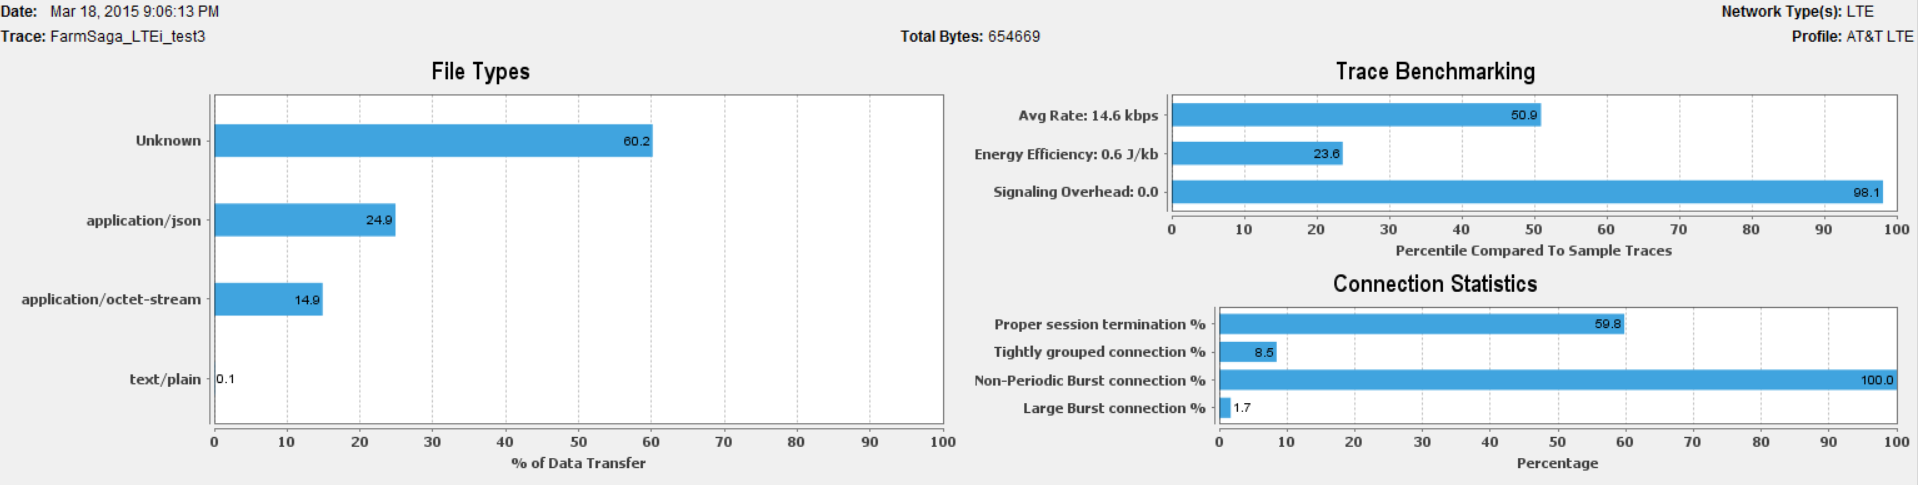 Date: Mar 18, 2015 9:06:13 PM
Network Type(s): LTE
Trace: FarmSaga_LTEi_test3
Total Bytes: 654669
Profile: AT&T LTE
File Types
Unknown 60.2
application/json 24.9
application/octet-stream 14.9
text/plain 0.1
0 10 20 30 40 50 60 70 80 90 100
% of Data Transfer
Trace Benchmarking
Avg Rate: 14.6 kbps 50.9
Energy Efficiency: 0.6 J/kb 23.6
Signaling Overhead: 0.0 98.1
0 10 20 30 40 50 60 70 80 90 100
Percentile Compared To Sample Traces
Connection Statistics
Proper session termination % 59.8
Tightly grouped connection % 8.5
Non-Periodic Burst connection % 100.0
Large Burst connection % 1.7
0 10 20 30 40 50 60 70 80 90 100
Percentage